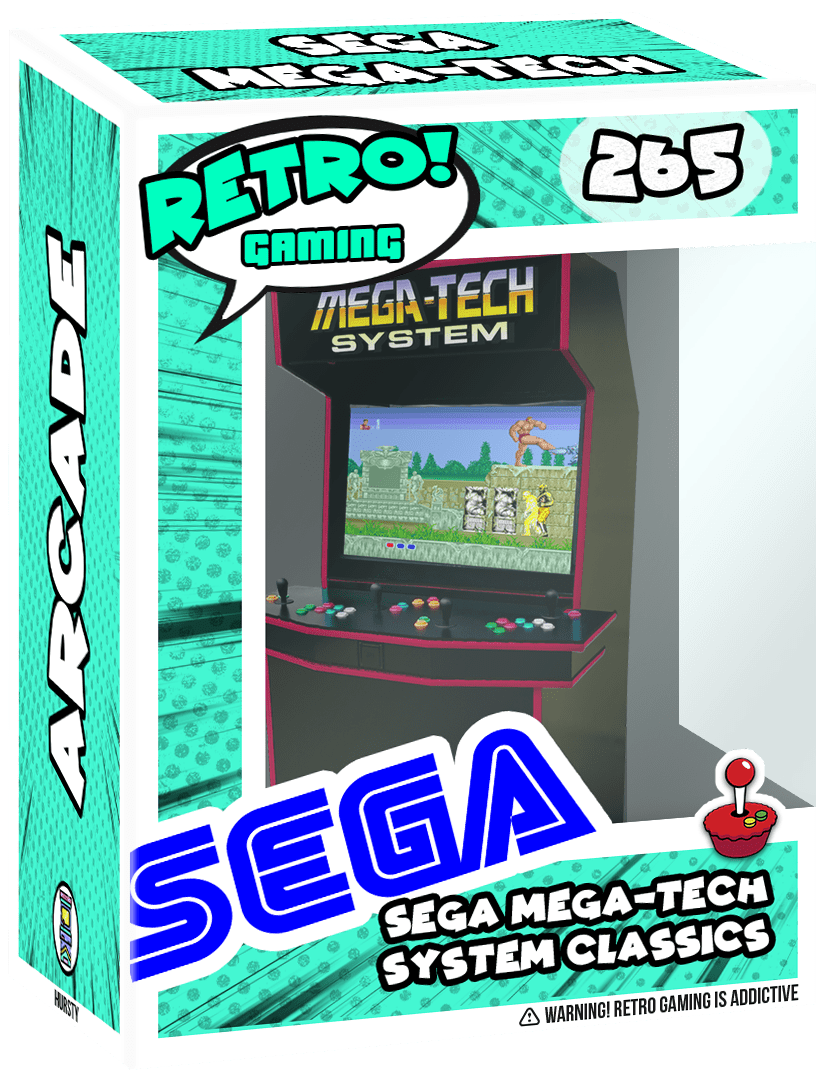 SEGA
MEGA-TECH
RETRO!
GAMING
265
MEGA-TECH
SYSTEM
ARCADE
SEGA
SEGA MEGA-TECH
SYSTEM CLASSICS
HURSTY
WARNING! RETRO GAMING IS ADDICTIVE